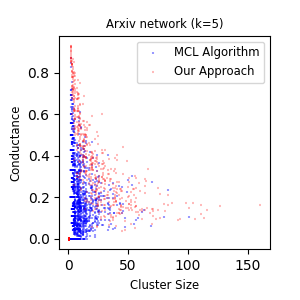 Arxiv network (k=5)
MCL Algorithm
Our Approach
Conductance
0.8
0.6
0.4
0.2
0.0
0 50 100 150
Cluster Size